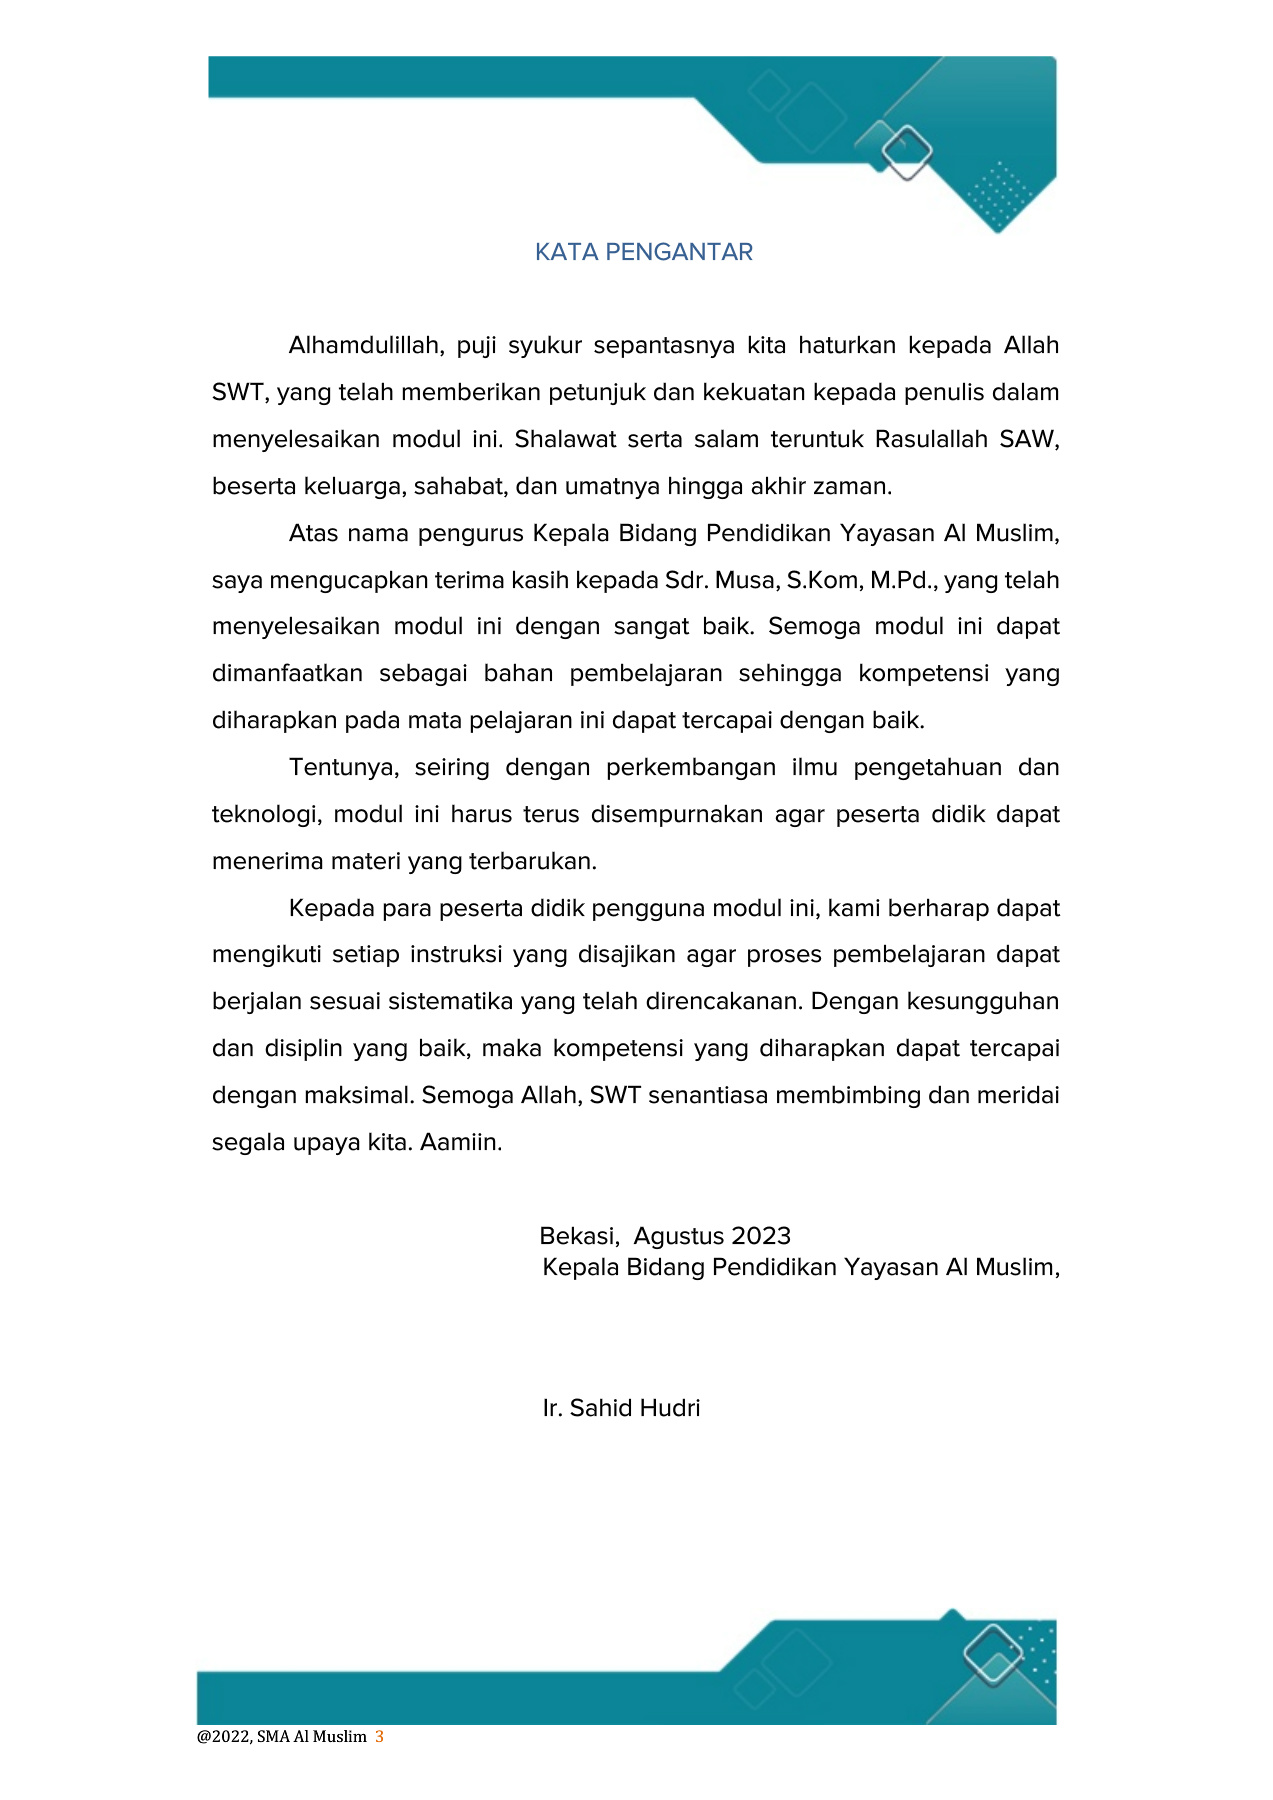 KATA PENGANTAR
Alhamdulillah, puji syukur sepantasnya kita haturkan kepada Allah
SWT, yang telah memberikan petunjuk dan kekuatan kepada penulis dalam
menyelesaikan modul ini. Shalawat serta salam teruntuk Rasulallah SAW,
beserta keluarga, sahabat, dan umatnya hingga akhir zaman.
Atas nama pengurus Kepala Bidang Pendidikan Yayasan Al Muslim,
saya mengucapkan terima kasih kepada Sdr. Musa, S.Kom, M.Pd., yang telah
menyelesaikan modul ini dengan sangat baik. Semoga modul ini dapat
dimanfaatkan sebagai bahan pembelajaran sehingga kompetensi yang
diharapkan pada mata pelajaran ini dapat tercapai dengan baik.
Tentunya, seiring dengan perkembangan ilmu pengetahuan dan
teknologi, modul ini harus terus disempurnakan agar peserta didik dapat
menerima materi yang terbarukan.
Kepada para peserta didik pengguna modul ini, kami berharap dapat
mengikuti setiap instruksi yang disajikan agar proses pembelajaran dapat
berjalan sesuai sistematika yang telah direncakanan. Dengan kesungguhan
dan disiplin yang baik, maka kompetensi yang diharapkan dapat tercapai
dengan maksimal. Semoga Allah, SWT senantiasa membimbing dan meridai
segala upaya kita. Aamiin.
Bekasi,  Agustus 2023
Kepala Bidang Pendidikan Yayasan Al Muslim,
Ir. Sahid Hudri
@2022, SMA Al Muslim 3